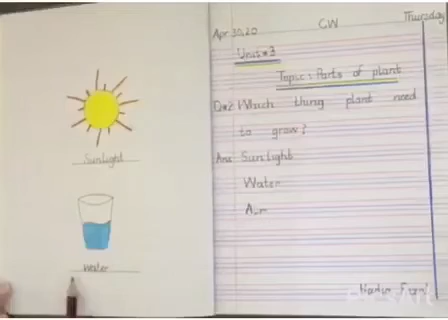 Sunlight
Water
Apr 30,20 CW Thursday
Unit #3
Topic: Parts of plant
Q#2: Which thing plant need
to grow?
Ans: Sunlight
Water
Air